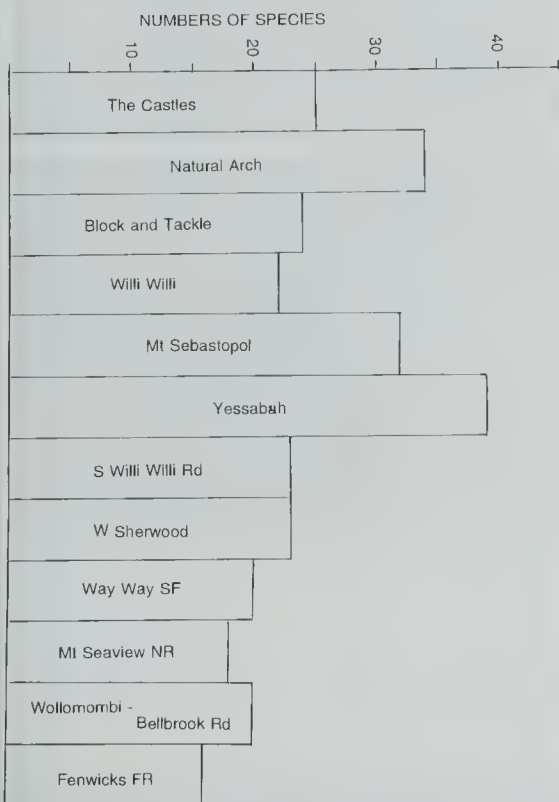 NUMBERS OF SPECIES
10 20 30 40
The Castles
Natural Arch
Block and Tackle
Willi Willi
Mt Sebastopol
Yessabah
S Willi Willi Rd
W Sherwood
Way Way SF
Mt Seaview NR
Wollomombi -
Bellbrook Rd
Fenwicks FR